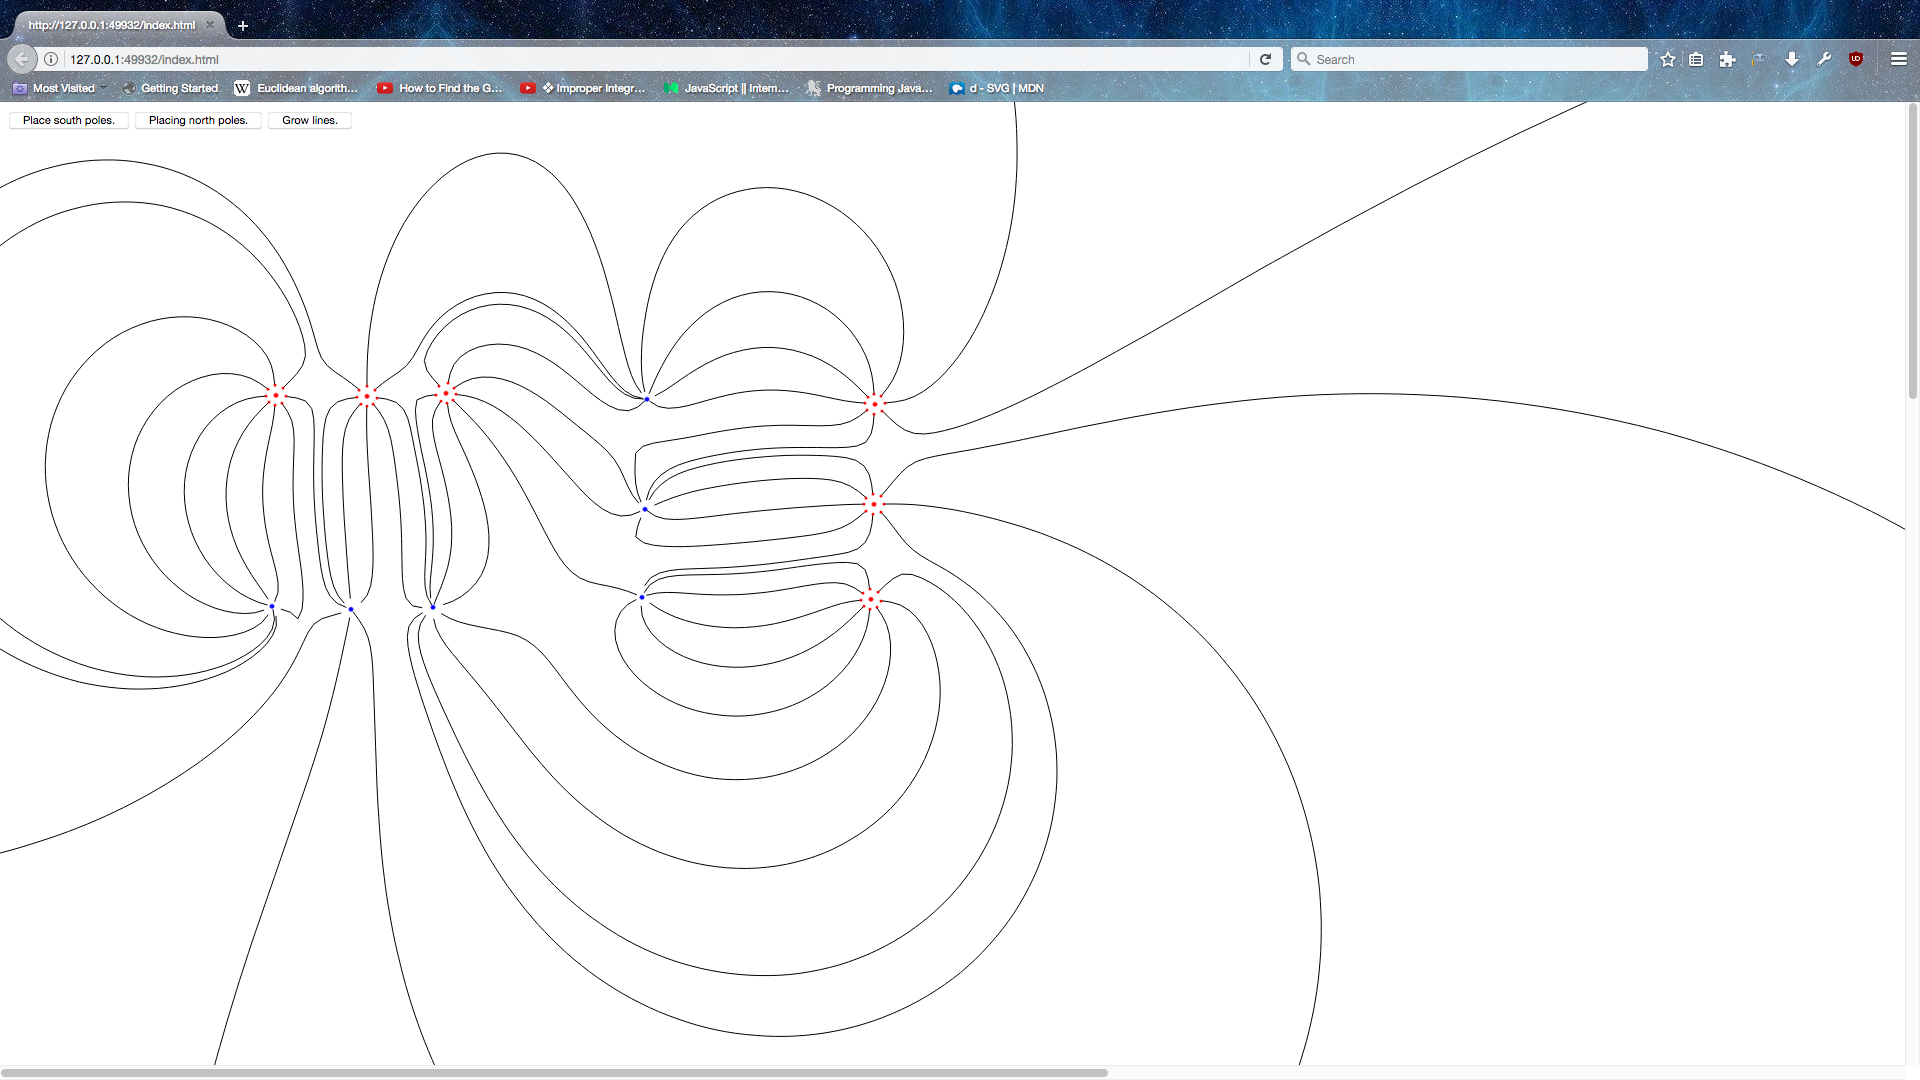 http://127.0.0.1:49932/index.html
127.0.0.1:49932/index.html
Search
Most Visited
Getting Started
W
Euclidean algorith...
How to Find the G...
❖ Improper Integr...
JavaScript || Intern...
Programming Java...
d - SVG | MDN
Place south poles.
Placing north poles.
Grow lines.